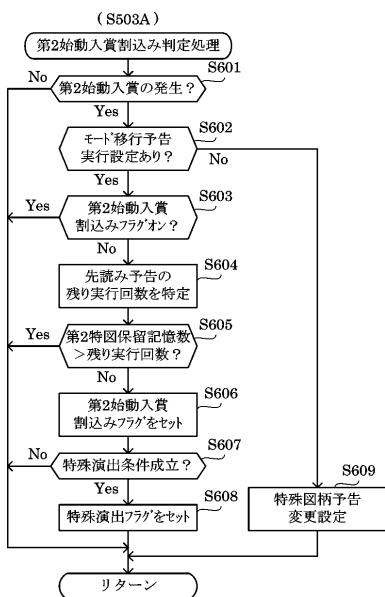 (S503A)
第2始動入賞割込み判定処理
S601
No
第2始動入賞の発生？
Yes
S602
ﾓｰﾄﾞ移行予告
実行設定あり？
No
Yes
S603
Yes
第2始動入賞
割込みﾌﾗｸﾞオン？
No
S604
先読み予告の
残り実行回数を特定
S605
Yes
第2特図保留記憶数
＞残り実行回数？
No
S606
第2始動入賞
割込みﾌﾗｸﾞをセット
S607
No
特殊演出条件成立？
Yes
S608
特殊演出ﾌﾗｸﾞをセット
S609
特殊図柄予告
変更設定
リターン